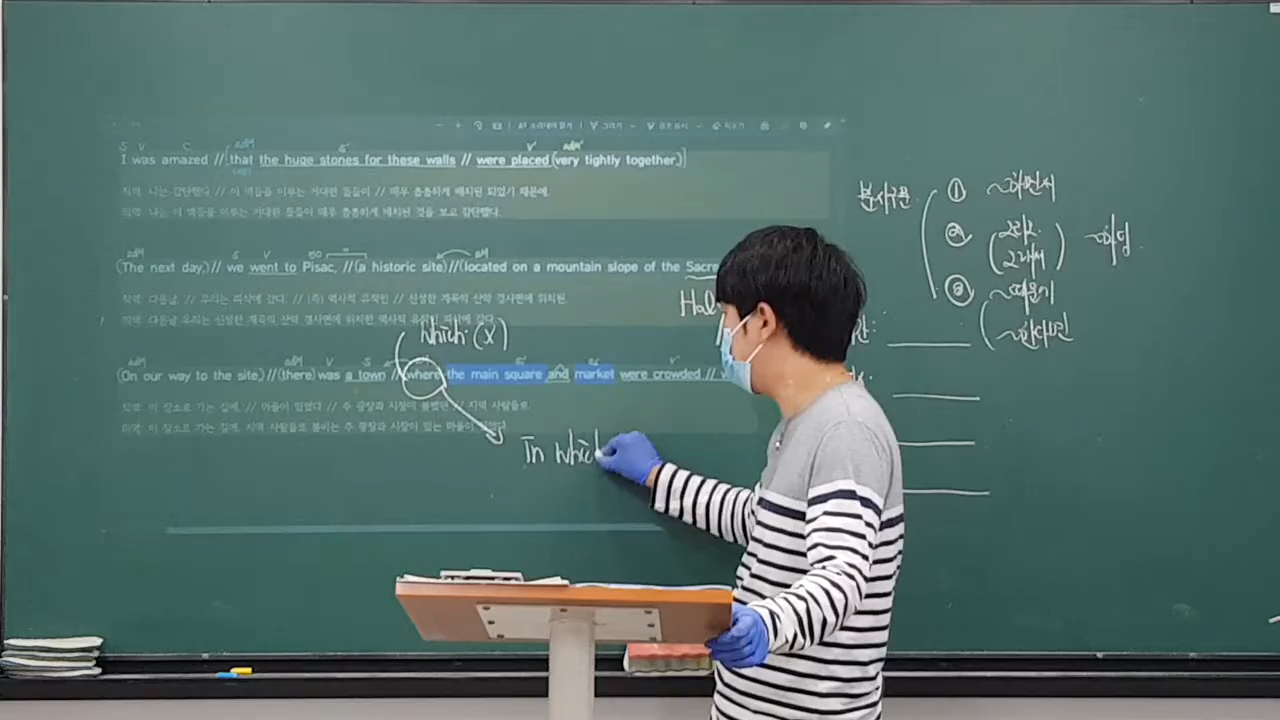 S V C adv S' V' adv
I was amazed // [that the huge stones for these walls // were placed (very tightly together.)]
직역: 나는 감탄했다 // 이 벽들을 이루는 거대한 돌들이 // 매우 촘촘하게 배치된 되었기 때문에.
의역: 나는 이 벽들을 이루는 거대한 돌들이 매우 촘촘하게 배치된 것을 보고 감탄했다.
(The next day,) // we went to Pisac, // (a historic site) // (located on a mountain slope of the Sacre
직역: 다음날, // 우리는 피삭에 갔다. // (즉) 역사적 유적인 // 신성한 계곡의 산악 경사면에 위치된.
의역: 다음날 우리는 신성한 계곡의 산악 경사면에 위치한 역사적 유적인 피삭에 갔다.
which (X)
(On our way to the site,) // (there) was a town // (where the main square and market were crowded //
직역: 이 장소로 가는 길에, // 마을이 있었다 // 주 광장과 시장이 붐볐던 // 지역 사람들로.
의역: 이 장소로 가는 길에, 지역 사람들로 붐비는 주 광장과 시장이 있는 마을이 있었다.
in which
분사구문
① ~하면서
② (그리고 그래서) ~하다
③ ~때문에
~한다면